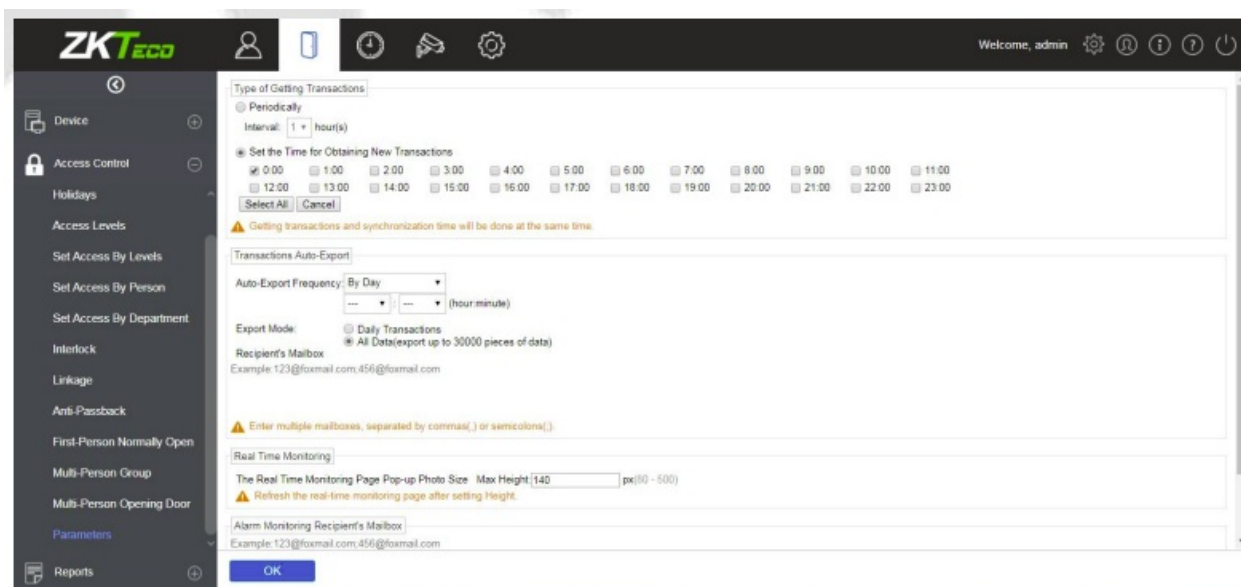 ZKTeco
Welcome, admin
Device
Access Control
Holidays
Access Levels
Set Access By Levels
Set Access By Person
Set Access By Department
Interlock
Linkage
Anti-Passback
First-Person Normally Open
Multi-Person Group
Multi-Person Opening Door
Parameters
Reports
Type of Getting Transactions
Periodically
Interval: 1 hour(s)
Set the Time for Obtaining New Transactions
0:00 1:00 2:00 3:00 4:00 5:00 6:00 7:00 8:00 9:00 10:00 11:00
12:00 13:00 14:00 15:00 16:00 17:00 18:00 19:00 20:00 21:00 22:00 23:00
Select All Cancel
Getting transactions and synchronization time will be done at the same time.
Transactions Auto-Export
Auto-Export Frequency: By Day
--- : --- (hour:minute)
Export Mode: Daily Transactions
All Data(export up to 30000 pieces of data)
Recipient's Mailbox
Example:123@foxmail.com;456@foxmail.com
Enter multiple mailboxes, separated by commas(,) or semicolons(;).
Real Time Monitoring
The Real Time Monitoring Page Pop-up Photo Size Max Height: 140 px(80 - 500)
Refresh the real-time monitoring page after setting Height.
Alarm Monitoring Recipient's Mailbox
Example:123@foxmail.com;456@foxmail.com
OK